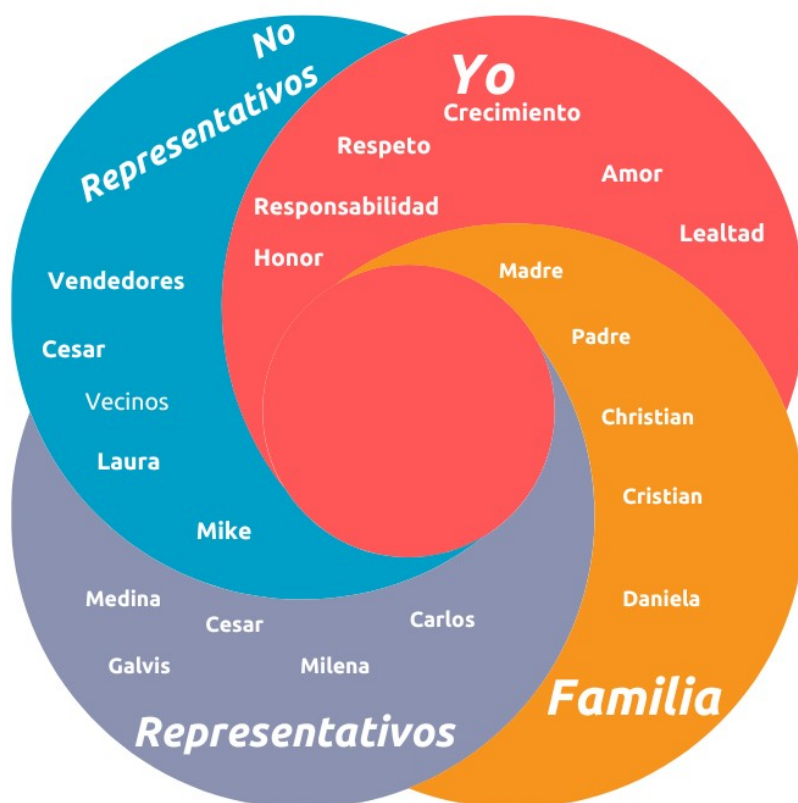 No
Representativos
Vendedores
Cesar
Vecinos
Laura
Mike
Yo
Crecimiento
Respeto
Amor
Responsabilidad
Lealtad
Honor
Madre
Padre
Christian
Cristian
Daniela
Familia
Medina
Cesar
Carlos
Galvis
Milena
Representativos